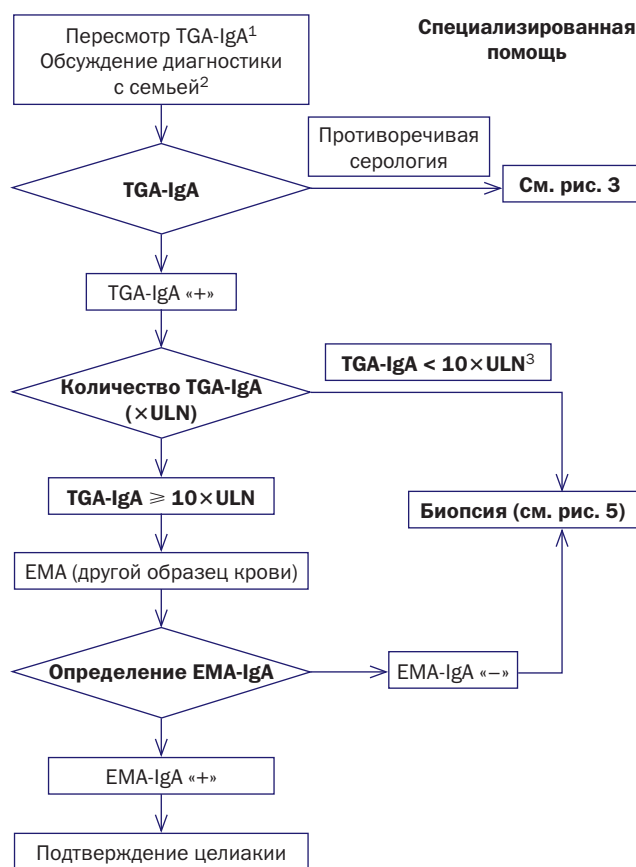 Специализированная
помощь
Пересмотр TGA-IgA¹
Обсуждение диагностики
с семьей²
Противоречивая
серология
TGA-IgA
См. рис. 3
TGA-IgA «+»
TGA-IgA < 10×ULN³
Количество TGA-IgA
(×ULN)
TGA-IgA ⩾ 10×ULN
Биопсия (см. рис. 5)
EMA (другой образец крови)
Определение EMA-IgA
EMA-IgA «−»
EMA-IgA «+»
Подтверждение целиакии